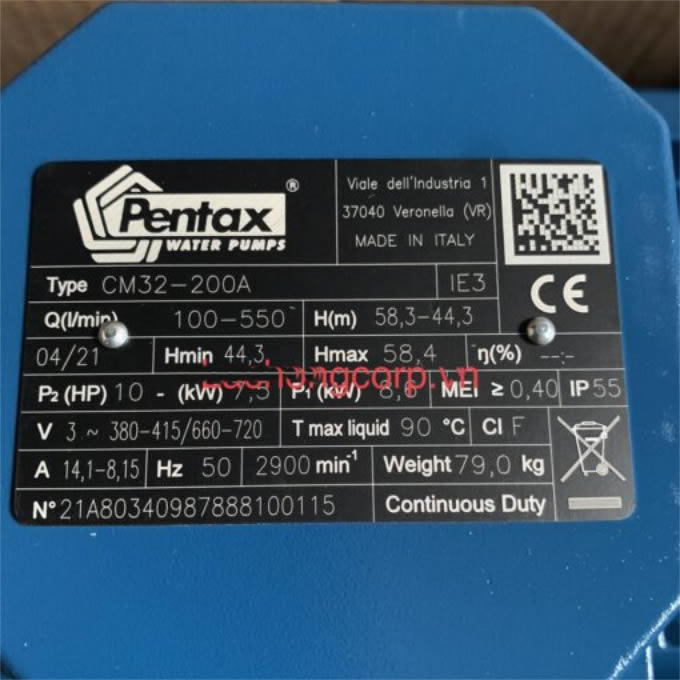 Pentax ®
WATER PUMPS
Viale dell'Industria 1
37040 Veronella (VR)
MADE IN ITALY
Type CM32-200A IE3
CE
Q(l/min) 100-550 H(m) 58,3-44,3
04/21 Hmin 44,3 Hmax 58,4 η(%) --:-
P₂ (HP) 10 - (kW) 7,5 P₁ (kW) 8,6 MEI ≥ 0,40 IP 55
V 3 ~ 380-415/660-720 T max liquid 90 °C Cl F
A 14,1-8,15 Hz 50 2900 min⁻¹ Weight 79,0 kg
N° 21A80340987888100115 Continuous Duty